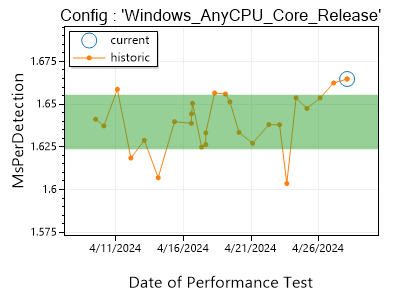 Config : 'Windows_AnyCPU_Core_Release'
current
historic
MsPerDetection
1.675
1.65
1.625
1.6
1.575
4/11/2024
4/16/2024
4/21/2024
4/26/2024
Date of Performance Test